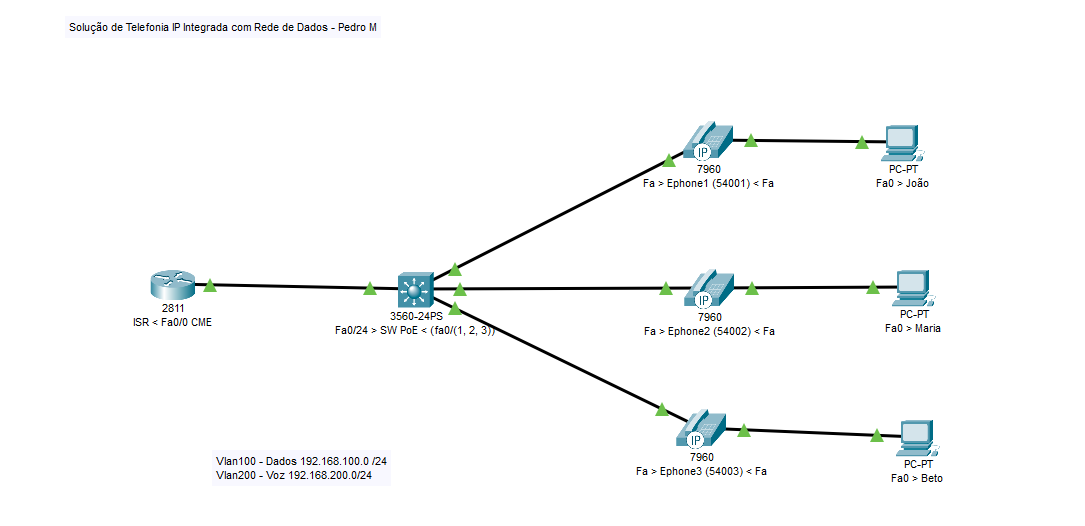 Solução de Telefonia IP Integrada com Rede de Dados - Pedro M
IP
7960
Fa > Ephone1 (54001) < Fa
PC-PT
Fa0 > João
2811
ISR < Fa0/0 CME
3560-24PS
Fa0/24 > SW PoE < (fa0/(1, 2, 3))
IP
7960
Fa > Ephone2 (54002) < Fa
PC-PT
Fa0 > Maria
IP
7960
Fa > Ephone3 (54003) < Fa
PC-PT
Fa0 > Beto
Vlan100 - Dados 192.168.100.0 /24
Vlan200 - Voz 192.168.200.0/24